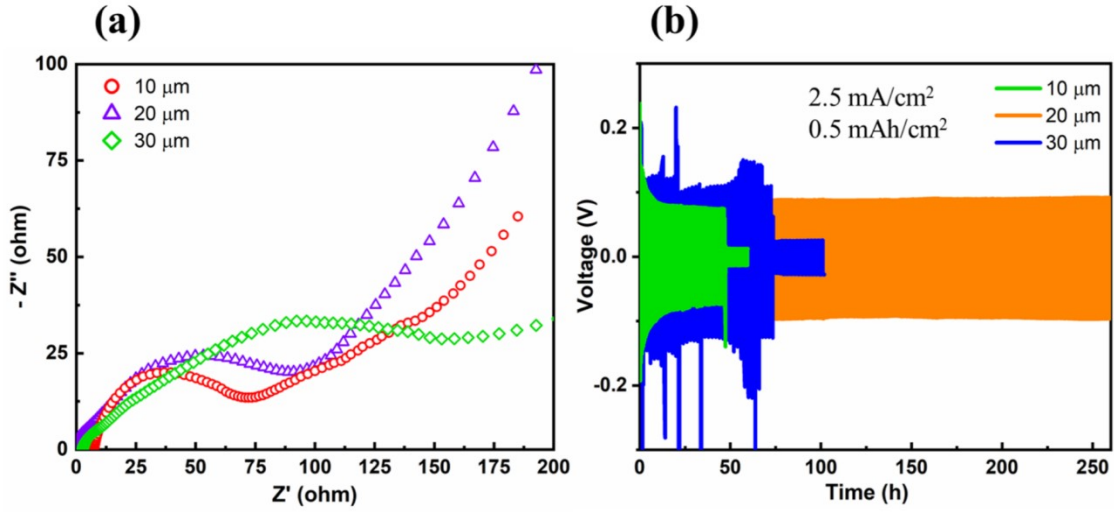 (a)
(b)
100
75
50
25
0
- Z'' (ohm)
10 μm
20 μm
30 μm
0
25
50
75
100
125
150
175
200
Z' (ohm)
0.2
0.0
-0.2
Voltage (V)
2.5 mA/cm²
0.5 mAh/cm²
10 μm
20 μm
30 μm
0
50
100
150
200
250
Time (h)